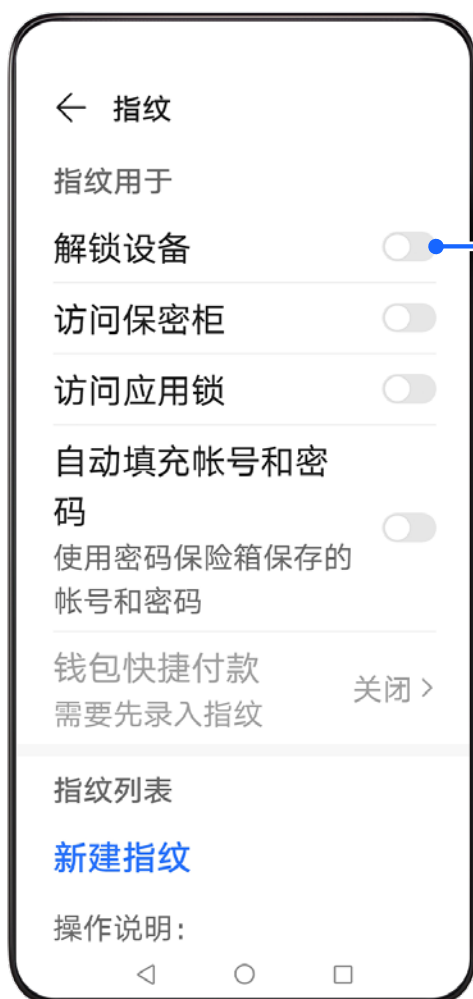 指纹
指纹用于
解锁设备
访问保密柜
访问应用锁
自动填充帐号和密
码
使用密码保险箱保存的
帐号和密码
钱包快捷付款
关闭
需要先录入指纹
指纹列表
新建指纹
操作说明: